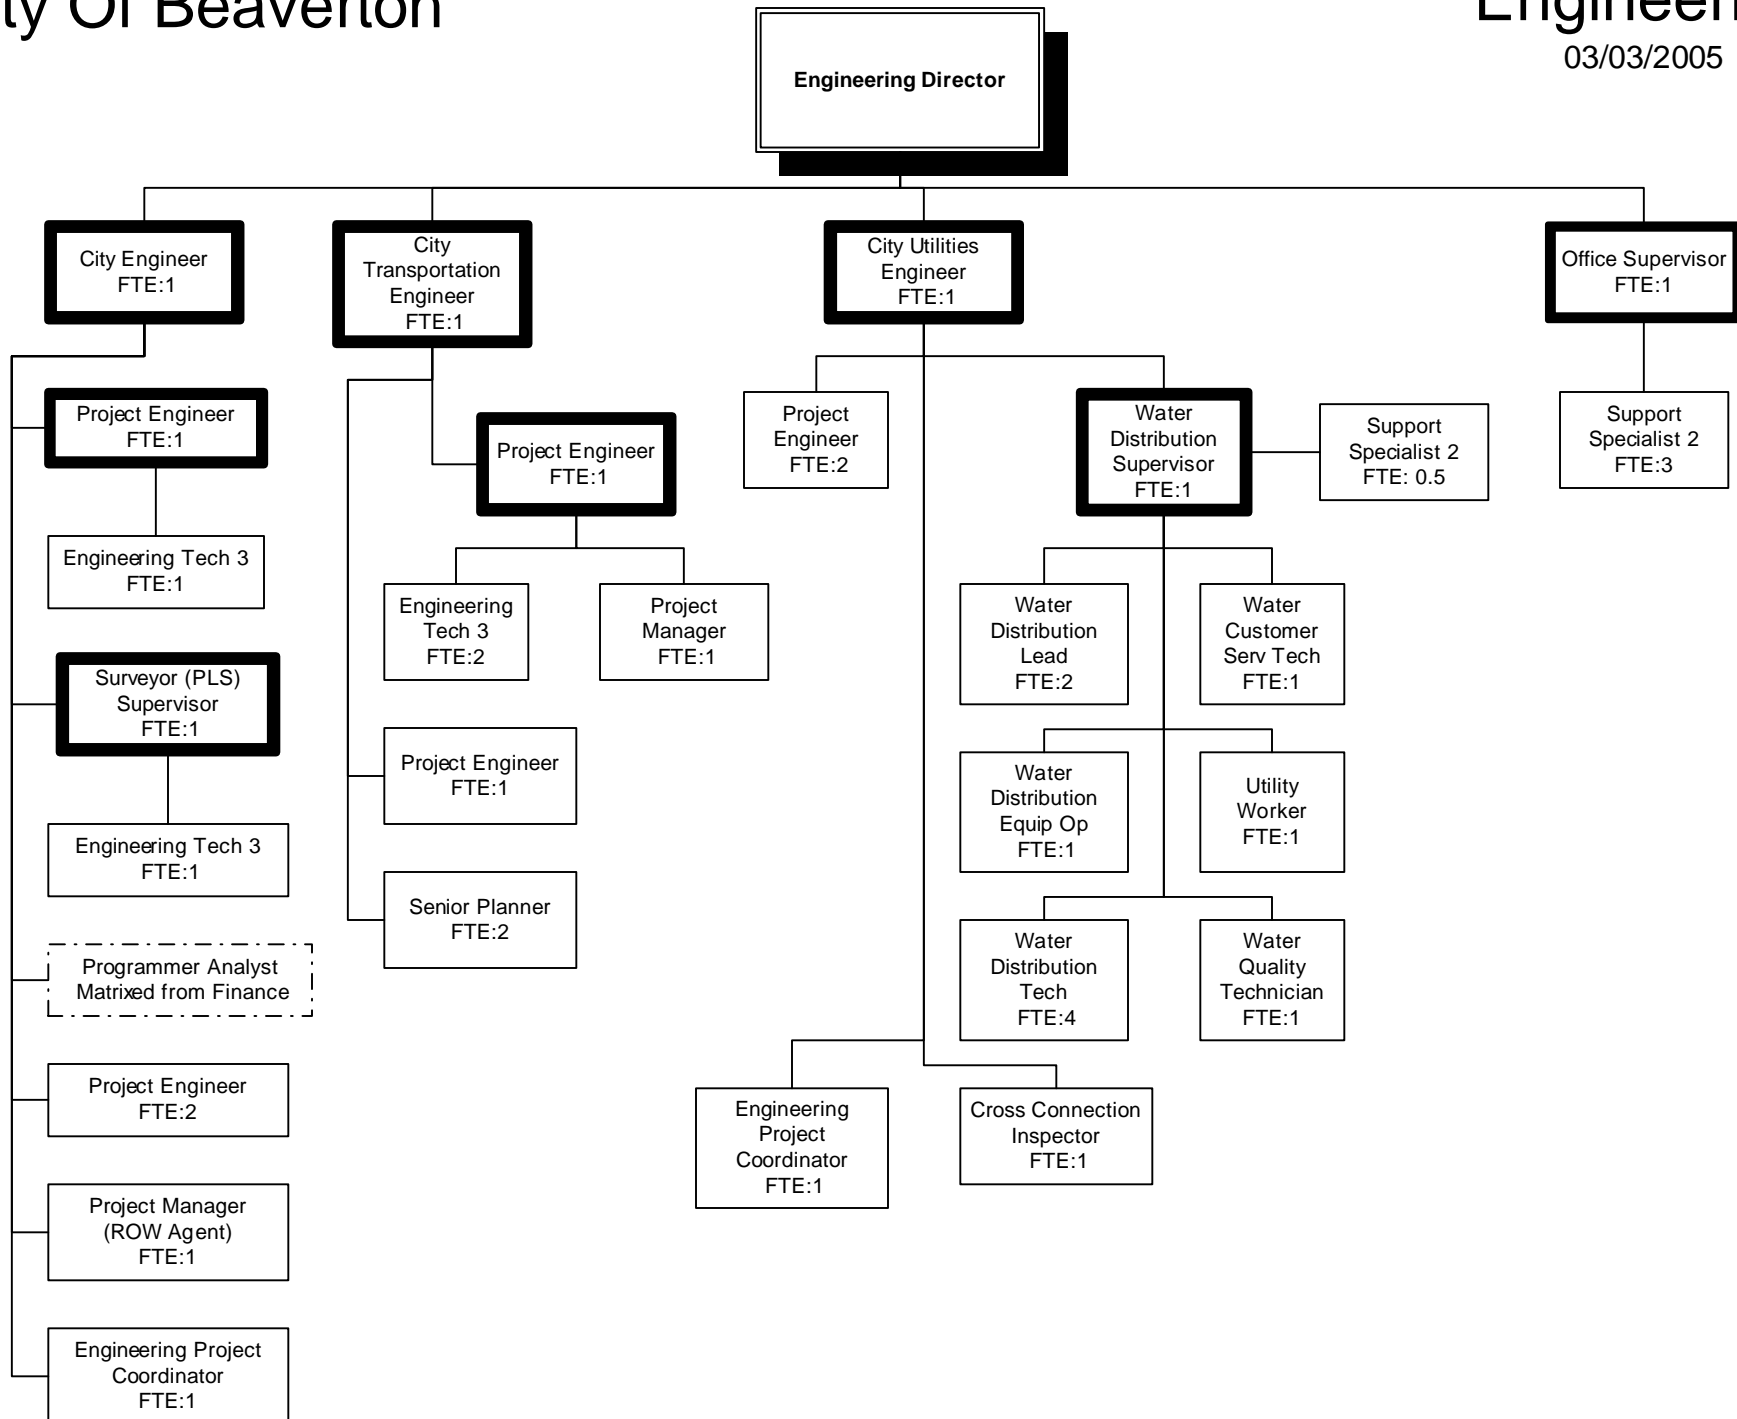 ty Of Beaverton
Engineeri
03/03/2005
Engineering Director
City Engineer
FTE:1
City
Transportation
Engineer
FTE:1
City Utilities
Engineer
FTE:1
Office Supervisor
FTE:1
Project Engineer
FTE:1
Engineering Tech 3
FTE:1
Surveyor (PLS)
Supervisor
FTE:1
Engineering Tech 3
FTE:1
Programmer Analyst
Matrixed from Finance
Project Engineer
FTE:2
Project Manager
(ROW Agent)
FTE:1
Engineering Project
Coordinator
FTE:1
Project Engineer
FTE:1
Engineering
Tech 3
FTE:2
Project
Manager
FTE:1
Project Engineer
FTE:1
Senior Planner
FTE:2
Project
Engineer
FTE:2
Water
Distribution
Supervisor
FTE:1
Support
Specialist 2
FTE: 0.5
Water
Distribution
Lead
FTE:2
Water
Customer
Serv Tech
FTE:1
Water
Distribution
Equip Op
FTE:1
Utility
Worker
FTE:1
Water
Distribution
Tech
FTE:4
Water
Quality
Technician
FTE:1
Engineering
Project
Coordinator
FTE:1
Cross Connection
Inspector
FTE:1
Support
Specialist 2
FTE:3